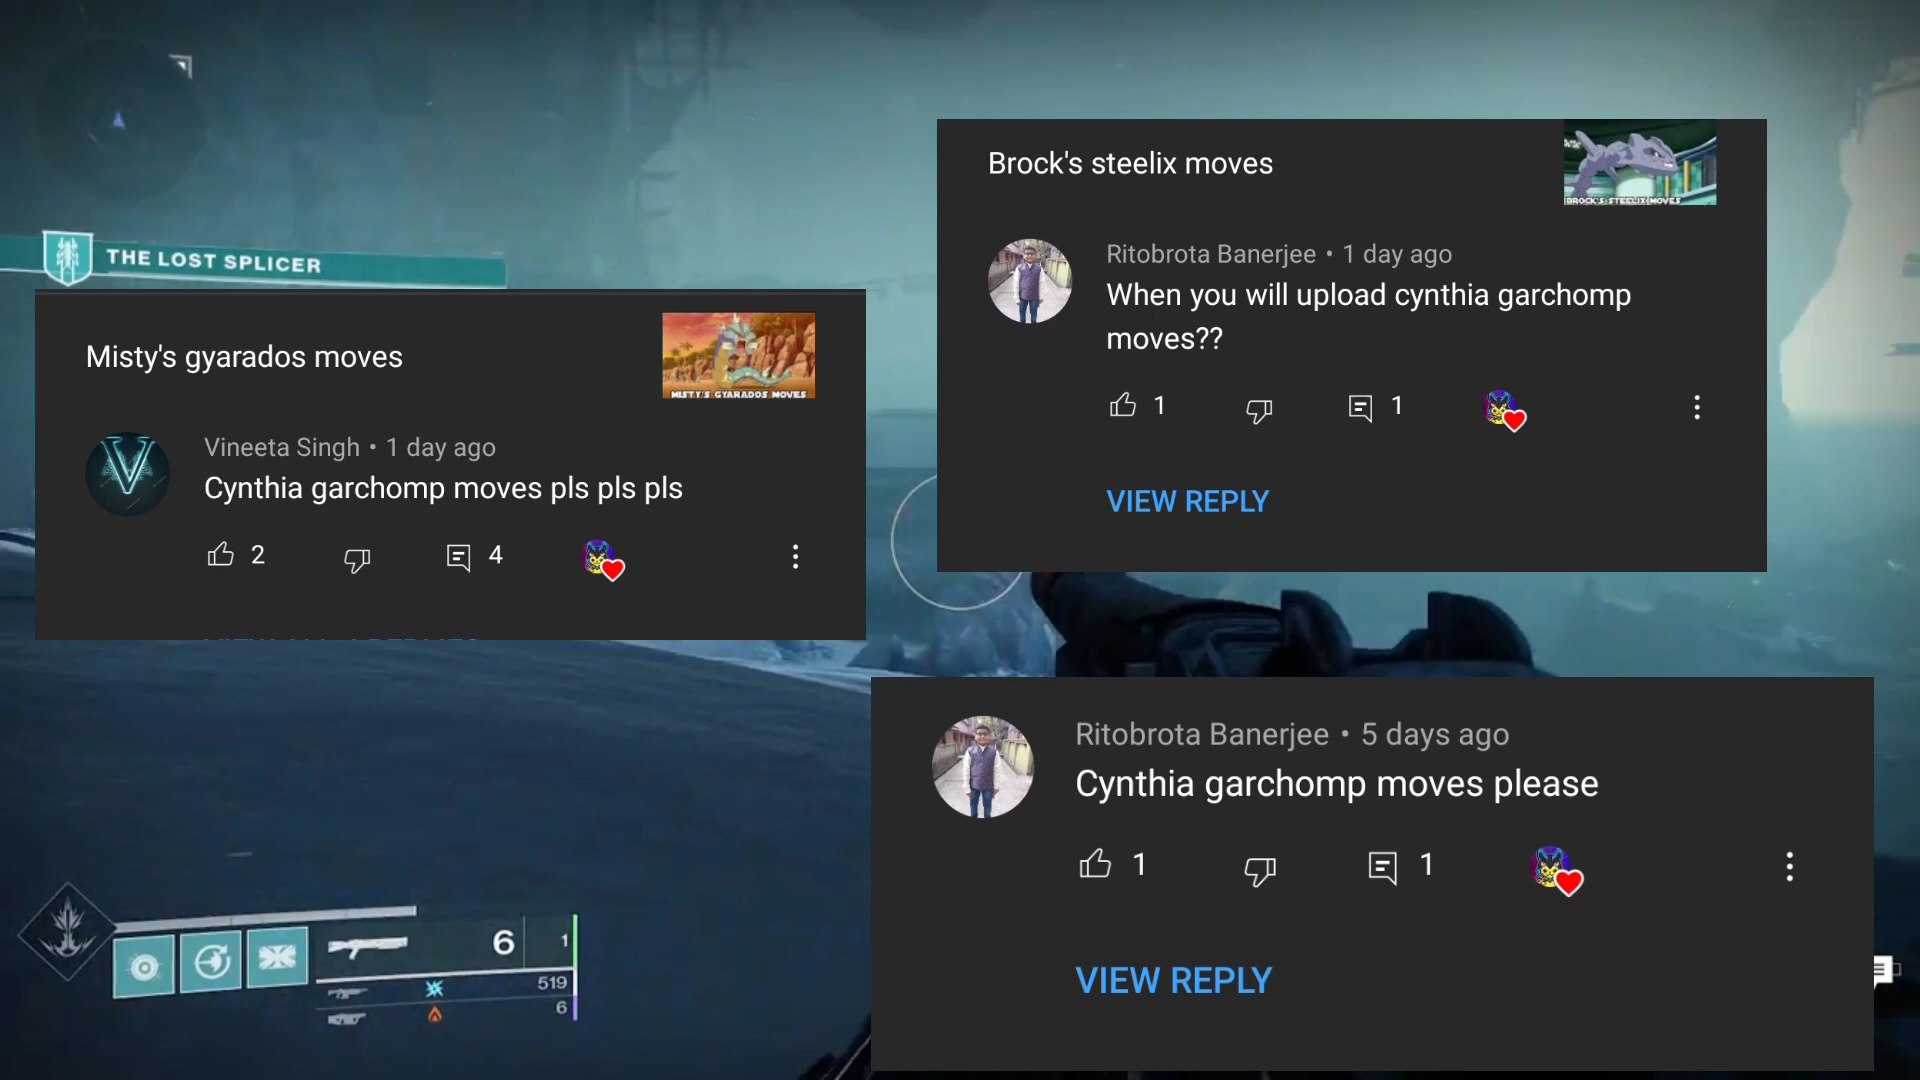 THE LOST SPLICER
Misty's gyarados moves
MISTY'S GYARADOS MOVES
Vineeta Singh • 1 day ago
Cynthia garchomp moves pls pls pls
2 4
Brock's steelix moves
BROCK'S STEELIX MOVES
Ritobrota Banerjee • 1 day ago
When you will upload cynthia garchomp
moves??
1 1
VIEW REPLY
Ritobrota Banerjee • 5 days ago
Cynthia garchomp moves please
1 1
VIEW REPLY
6 1
519
6